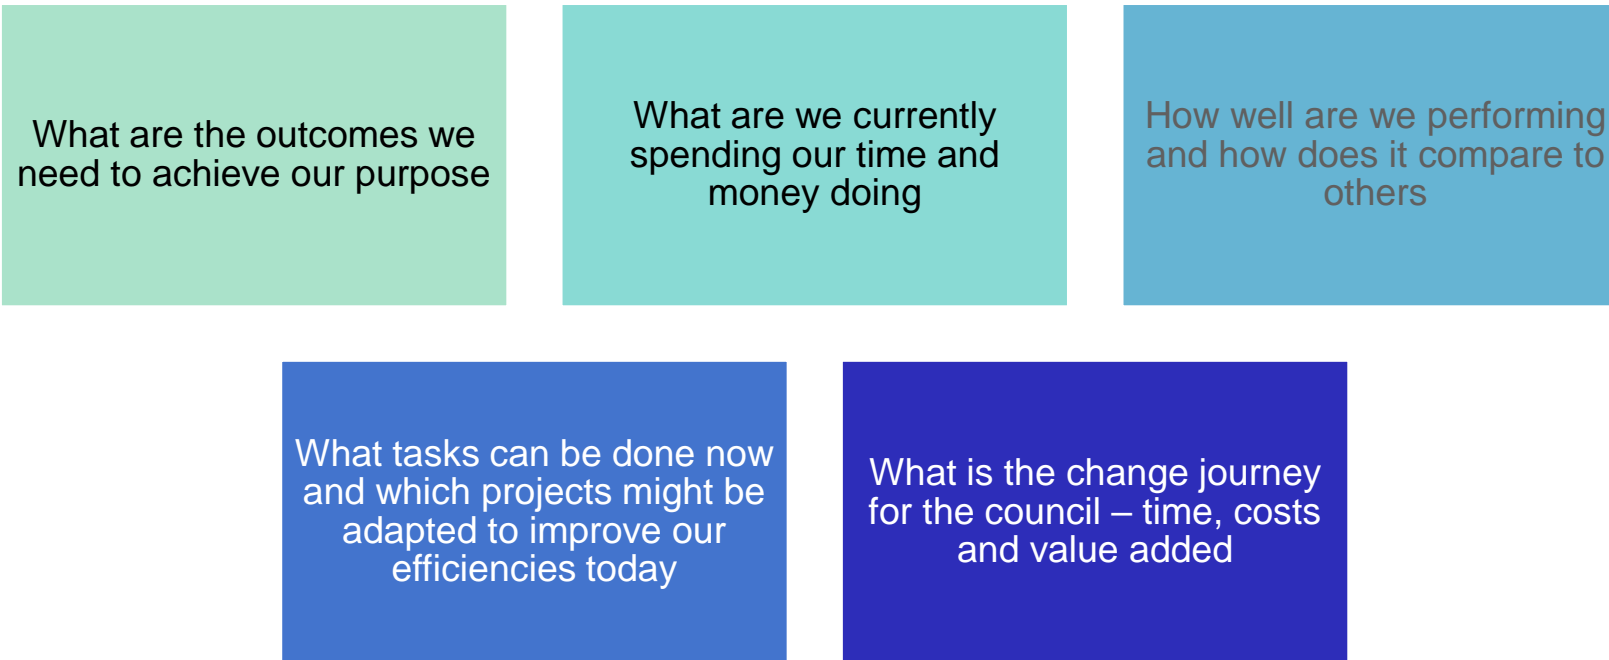 What are the outcomes we
need to achieve our purpose
What are we currently
spending our time and
money doing
How well are we performing
and how does it compare to
others
What tasks can be done now
and which projects might be
adapted to improve our
efficiencies today
What is the change journey
for the council – time, costs
and value added